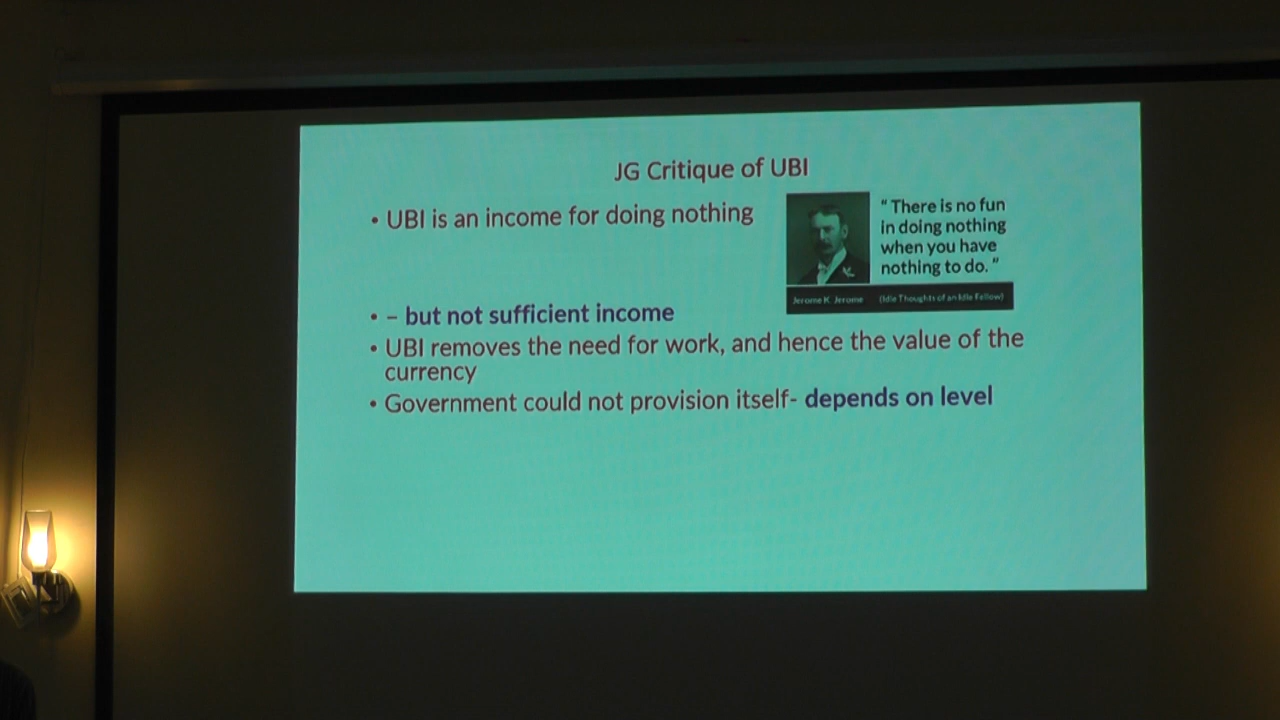 JG Critique of UBI
• UBI is an income for doing nothing
“ There is no fun
in doing nothing
when you have
nothing to do. ”
Jerome K. Jerome (Idle Thoughts of an Idle Fellow)
• – but not sufficient income
• UBI removes the need for work, and hence the value of the
currency
• Government could not provision itself- depends on level